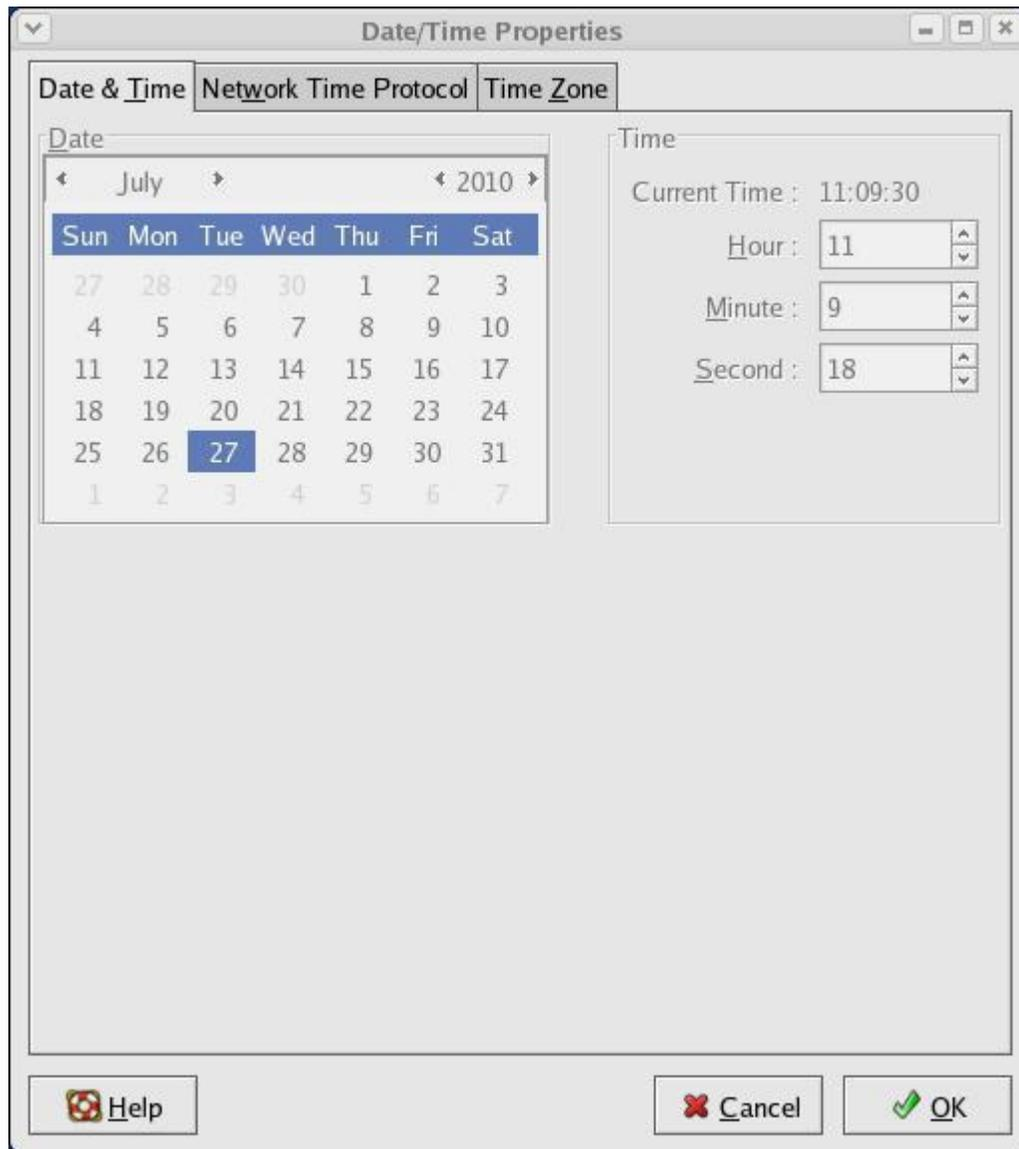 Date/Time Properties
Date & Time Network Time Protocol Time Zone
Date
July 2010
Sun Mon Tue Wed Thu Fri Sat
27 28 29 30 1 2 3
4 5 6 7 8 9 10
11 12 13 14 15 16 17
18 19 20 21 22 23 24
25 26 27 28 29 30 31
1 2 3 4 5 6 7
Time
Current Time : 11:09:30
Hour : 11
Minute : 9
Second : 18
Help Cancel OK